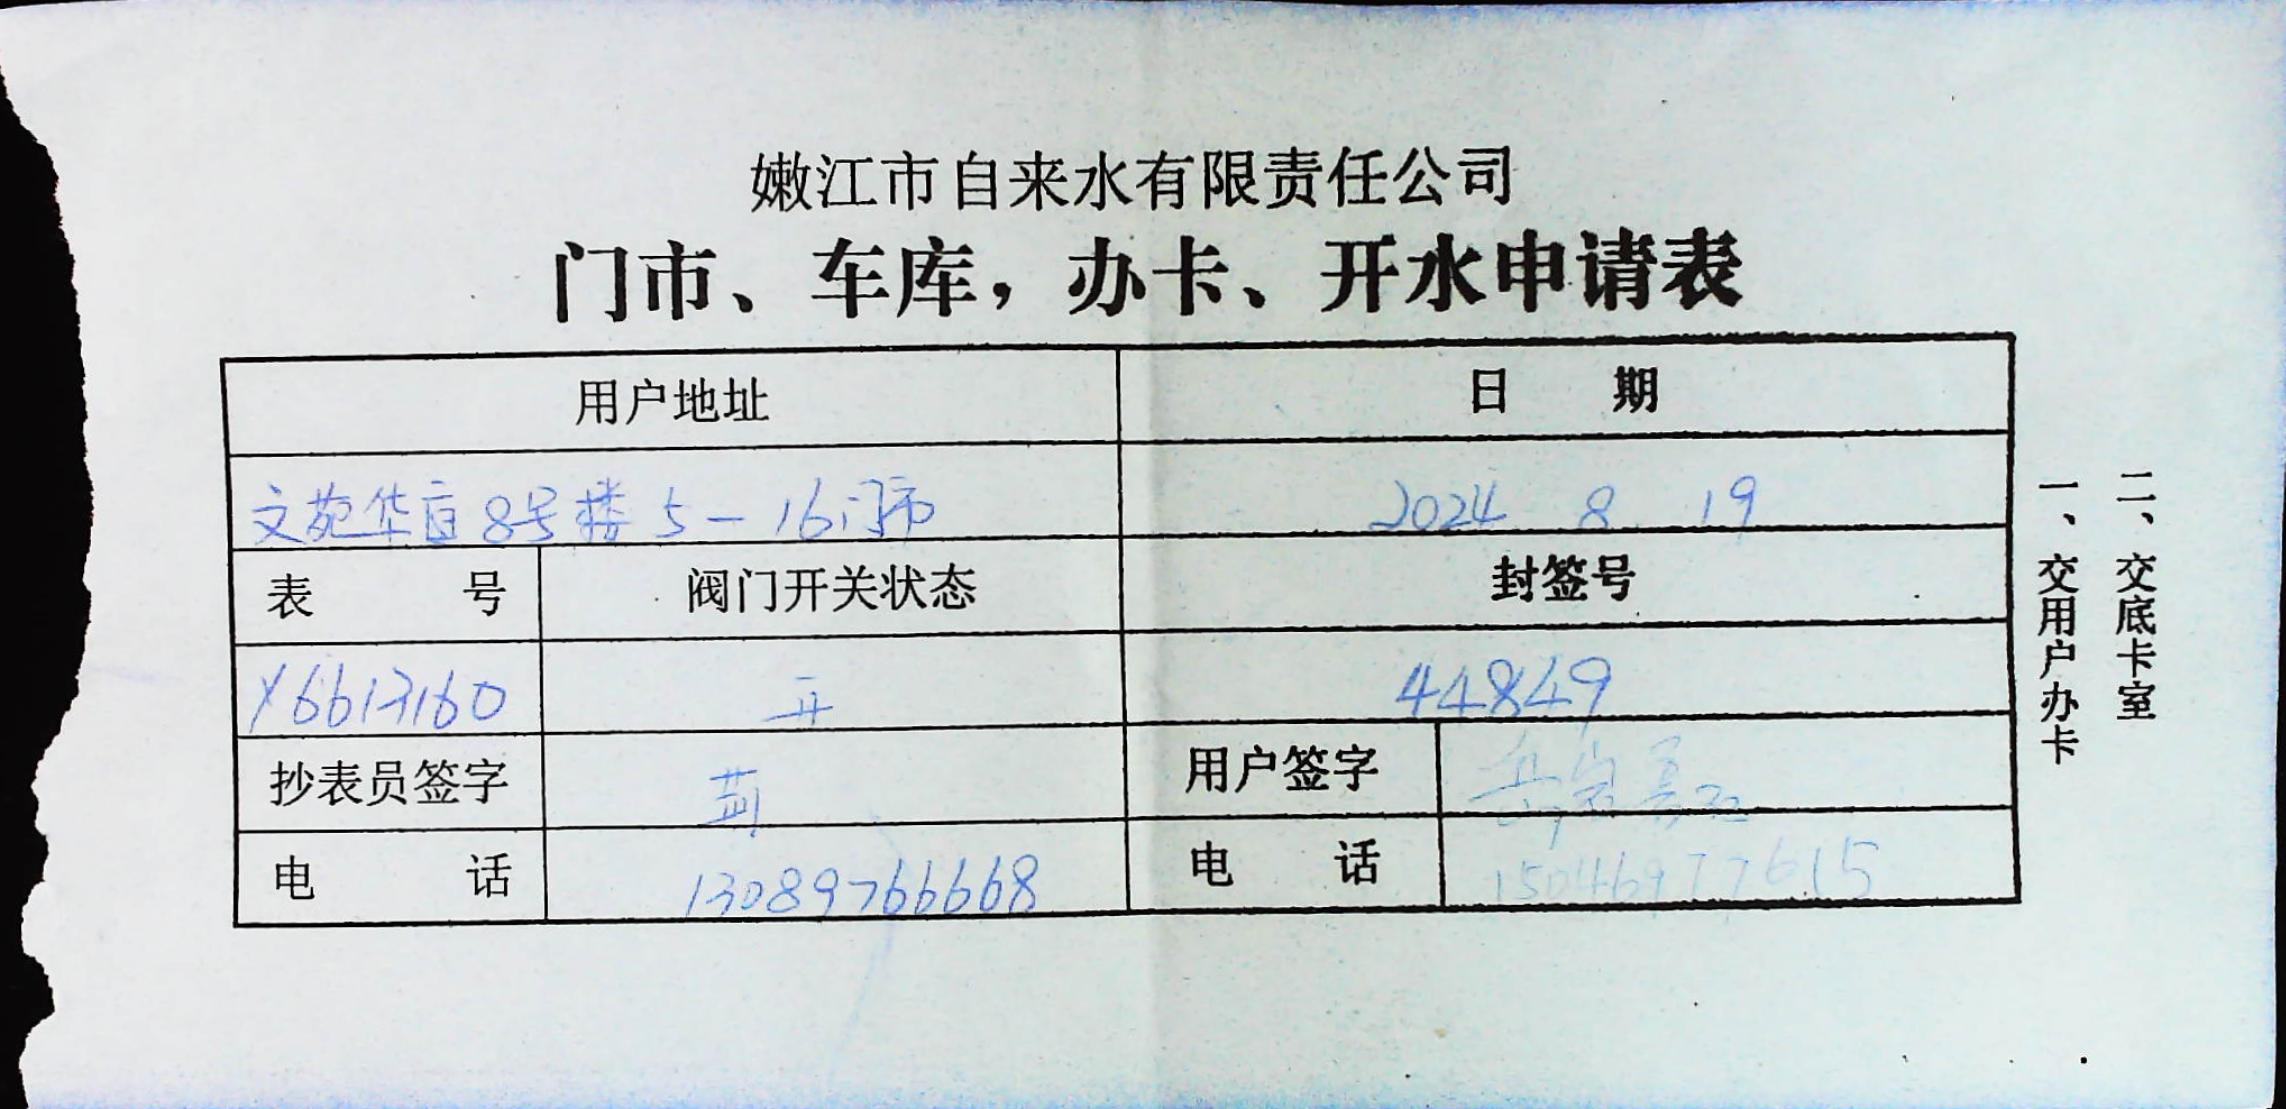 嫩江市自来水有限责任公司
门市、车库，办卡、开水申请表
用户地址 日 期
文苑华庭8号楼5-16门市 2024 8 19
表 号 阀门开关状态 封签号
开 44849
抄表员签字 用户签字
电 话 13089766668 电 话 15046977615
一、交用户办卡
二、交底卡室